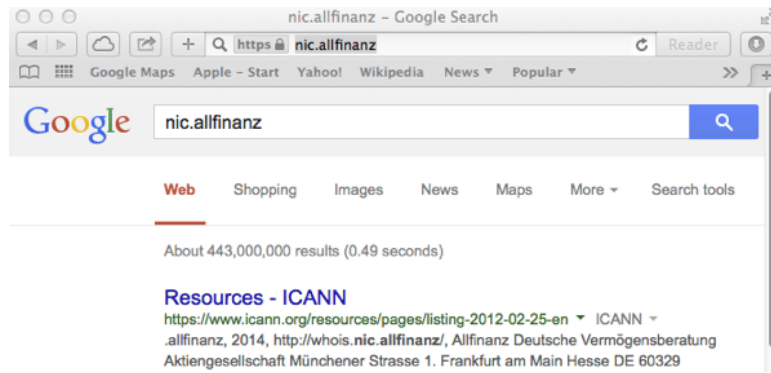 nic.allfinanz – Google Search
https nic.allfinanz Reader
Google Maps Apple – Start Yahoo! Wikipedia News Popular
Google nic.allfinanz
Web Shopping Images News Maps More Search tools
About 443,000,000 results (0.49 seconds)
Resources - ICANN
https://www.icann.org/resources/pages/listing-2012-02-25-en ICANN
.allfinanz, 2014, http://whois.nic.allfinanz/, Allfinanz Deutsche Vermögensberatung
Aktiengesellschaft Münchener Strasse 1. Frankfurt am Main Hesse DE 60329